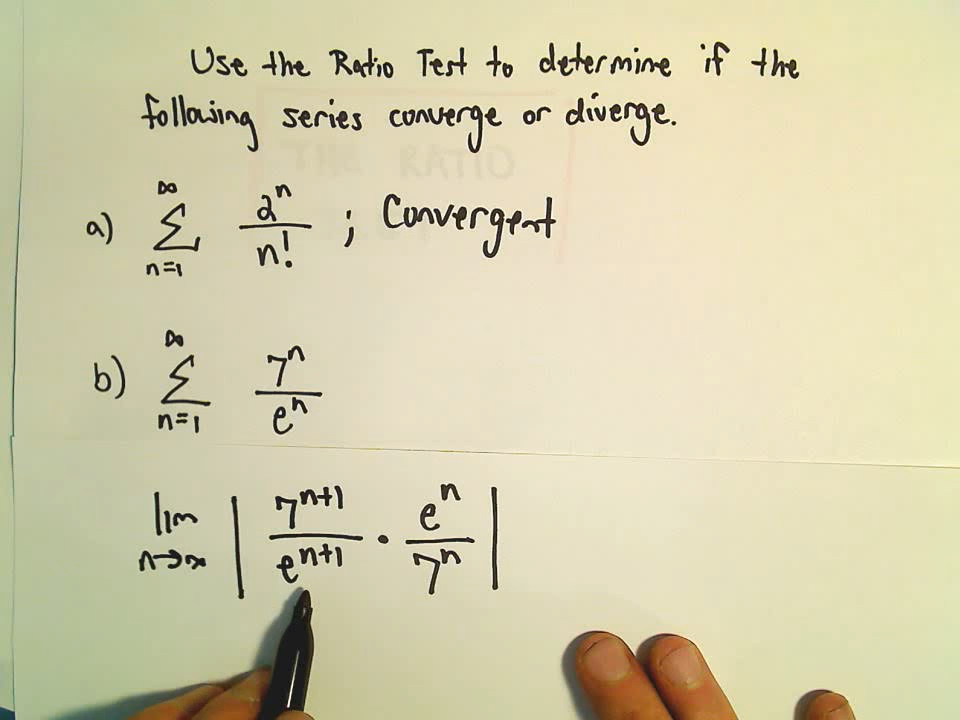 Use the Ratio Test to determine if the
following series converge or diverge.
a) ∞ Σ n=1 2^n / n! ; Convergent
b) ∞ Σ n=1 7^n / e^n
lim n→∞ | 7^(n+1) / e^(n+1) · e^n / 7^n |